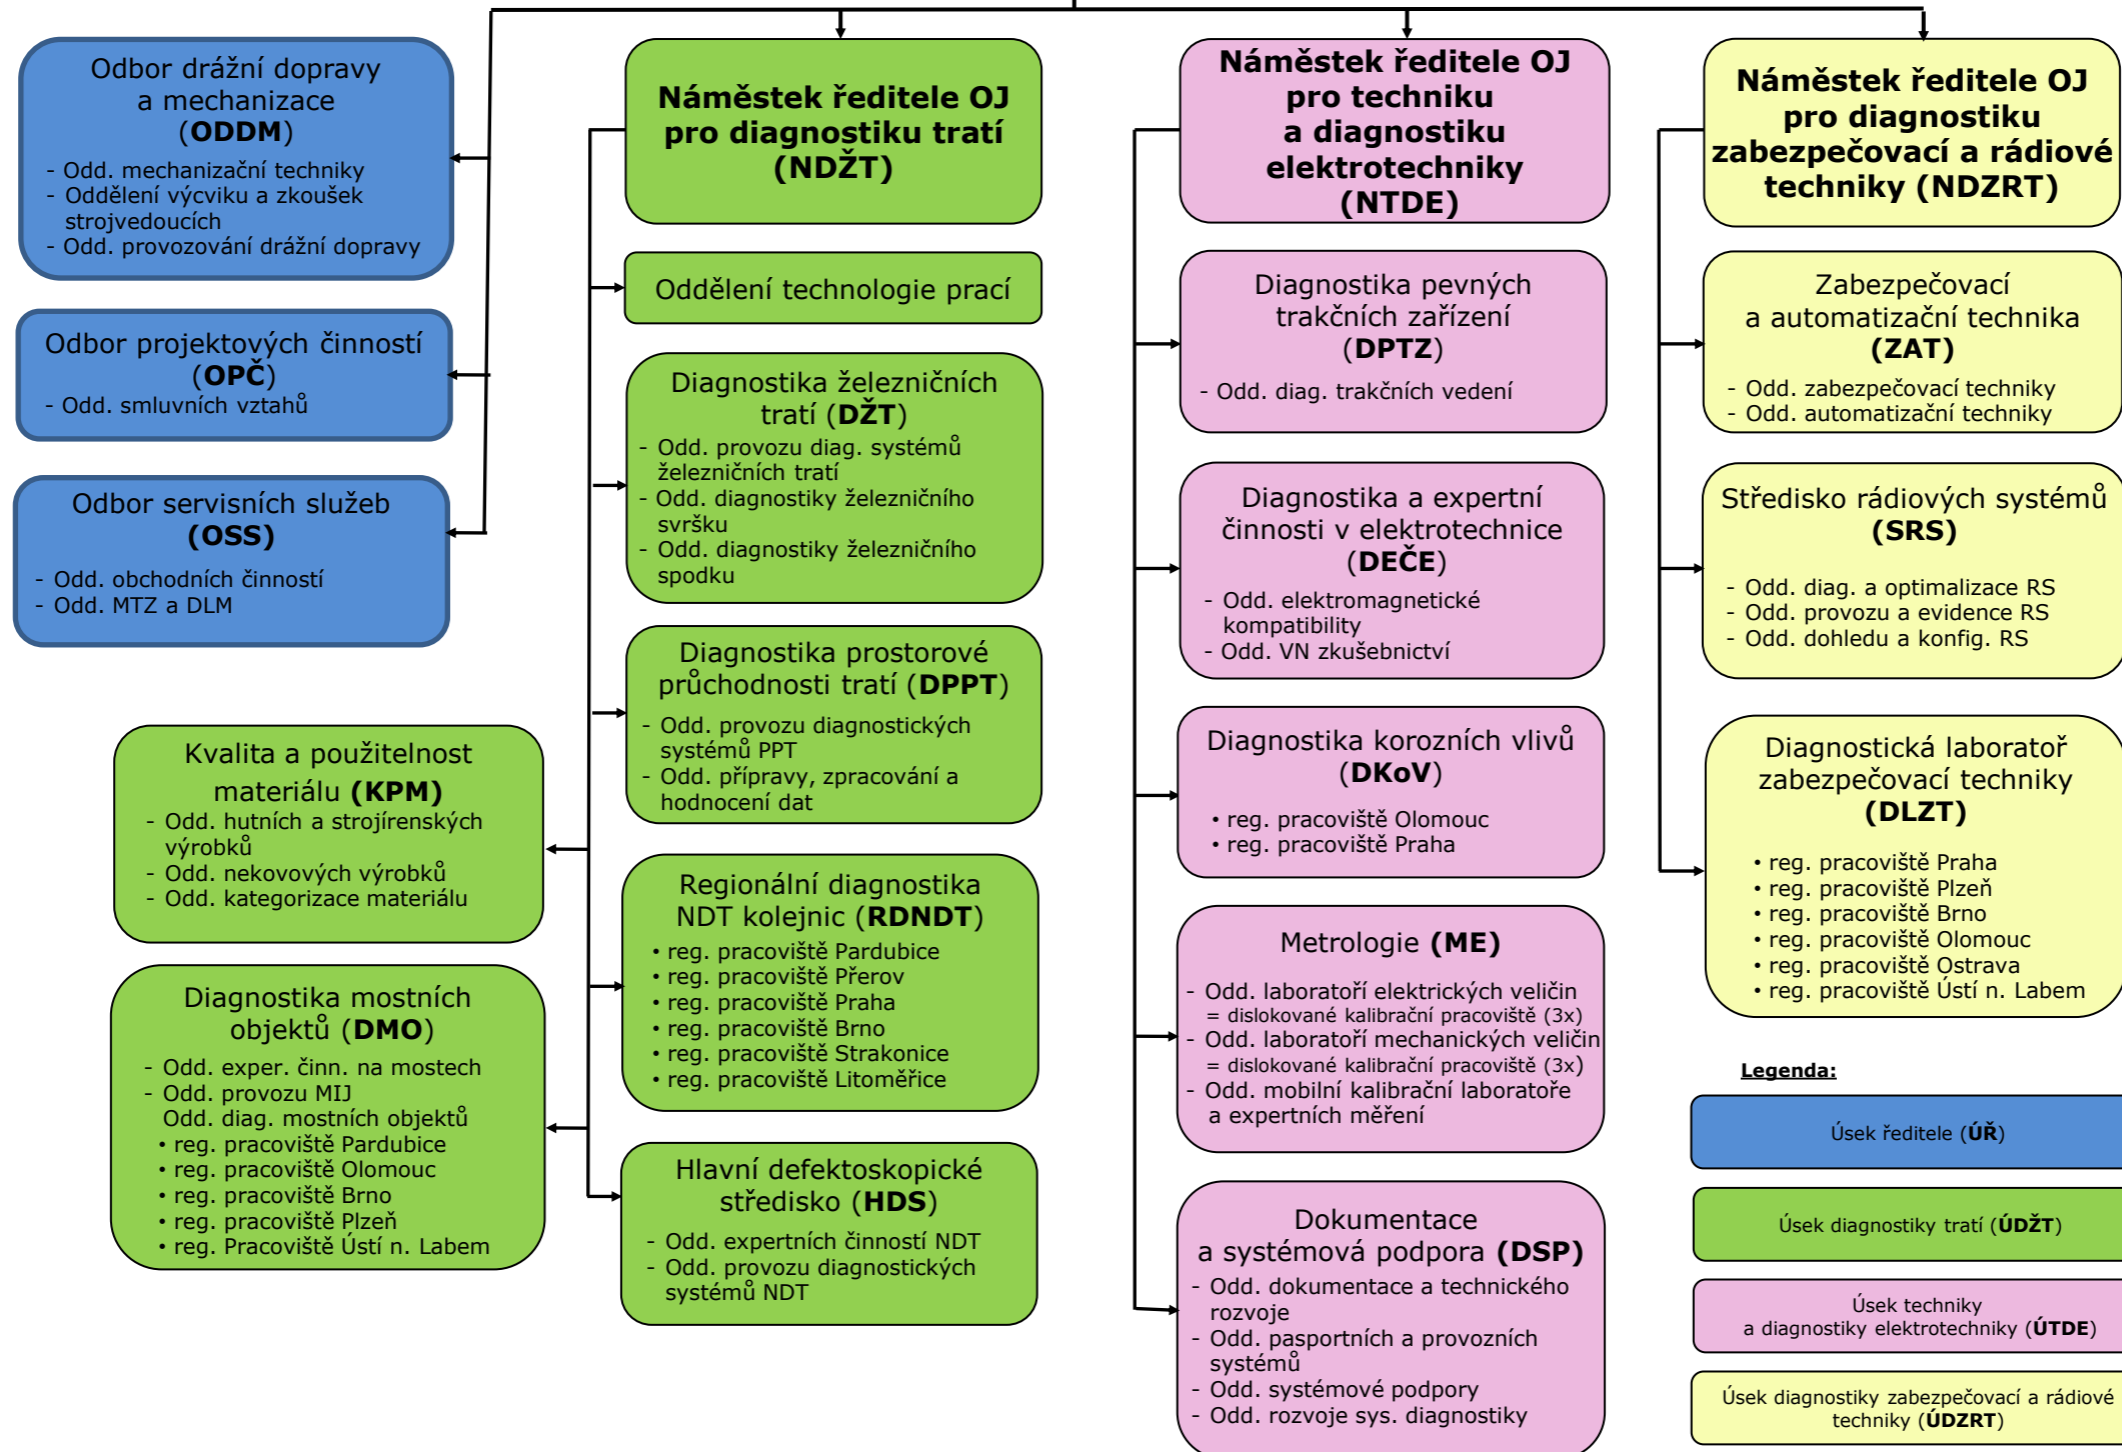 Odbor drážní dopravy
a mechanizace
(ODDM)
- Odd. mechanizační techniky
- Oddělení výcviku a zkoušek
strojvedoucích
- Odd. provozování drážní dopravy
Odbor projektových činností
(OPČ)
- Odd. smluvních vztahů
Odbor servisních služeb
(OSS)
- Odd. obchodních činností
- Odd. MTZ a DLM
Kvalita a použitelnost
materiálu (KPM)
- Odd. hutních a strojírenských
výrobků
- Odd. nekovových výrobků
- Odd. kategorizace materiálu
Diagnostika mostních
objektů (DMO)
- Odd. exper. činn. na mostech
- Odd. provozu MIJ
Odd. diag. mostních objektů
• reg. pracoviště Pardubice
• reg. pracoviště Olomouc
• reg. pracoviště Brno
• reg. pracoviště Plzeň
• reg. Pracoviště Ústí n. Labem
Náměstek ředitele OJ
pro diagnostiku tratí
(NDŽT)
Oddělení technologie prací
Diagnostika železničních
tratí (DŽT)
- Odd. provozu diag. systémů
železničních tratí
- Odd. diagnostiky železničního
svršku
- Odd. diagnostiky železničního
spodku
Diagnostika prostorové
průchodnosti tratí (DPPT)
- Odd. provozu diagnostických
systémů PPT
- Odd. přípravy, zpracování a
hodnocení dat
Regionální diagnostika
NDT kolejnic (RDNDT)
• reg. pracoviště Pardubice
• reg. pracoviště Přerov
• reg. pracoviště Praha
• reg. pracoviště Brno
• reg. pracoviště Strakonice
• reg. pracoviště Litoměřice
Hlavní defektoskopické
středisko (HDS)
- Odd. expertních činností NDT
- Odd. provozu diagnostických
systémů NDT
Náměstek ředitele OJ
pro techniku
a diagnostiku
elektrotechniky
(NTDE)
Diagnostika pevných
trakčních zařízení
(DPTZ)
- Odd. diag. trakčních vedení
Diagnostika a expertní
činnosti v elektrotechnice
(DEČE)
- Odd. elektromagnetické
kompatibility
- Odd. VN zkušebnictví
Diagnostika korozních vlivů
(DKoV)
• reg. pracoviště Olomouc
• reg. pracoviště Praha
Metrologie (ME)
- Odd. laboratoří elektrických veličin
= dislokované kalibrační pracoviště (3x)
- Odd. laboratoří mechanických veličin
= dislokované kalibrační pracoviště (3x)
- Odd. mobilní kalibrační laboratoře
a expertních měření
Dokumentace
a systémová podpora (DSP)
- Odd. dokumentace a technického
rozvoje
- Odd. pasportních a provozních
systémů
- Odd. systémové podpory
- Odd. rozvoje sys. diagnostiky
Náměstek ředitele OJ
pro diagnostiku
zabezpečovací a rádiové
techniky (NDZRT)
Zabezpečovací
a automatizační technika
(ZAT)
- Odd. zabezpečovací techniky
- Odd. automatizační techniky
Středisko rádiových systémů
(SRS)
- Odd. diag. a optimalizace RS
- Odd. provozu a evidence RS
- Odd. dohledu a konfig. RS
Diagnostická laboratoř
zabezpečovací techniky
(DLZT)
• reg. pracoviště Praha
• reg. pracoviště Plzeň
• reg. pracoviště Brno
• reg. pracoviště Olomouc
• reg. pracoviště Ostrava
• reg. pracoviště Ústí n. Labem
Legenda:
Úsek ředitele (ÚŘ)
Úsek diagnostiky tratí (ÚDŽT)
Úsek techniky
a diagnostiky elektrotechniky (ÚTDE)
Úsek diagnostiky zabezpečovací a rádiové
techniky (ÚDZRT)